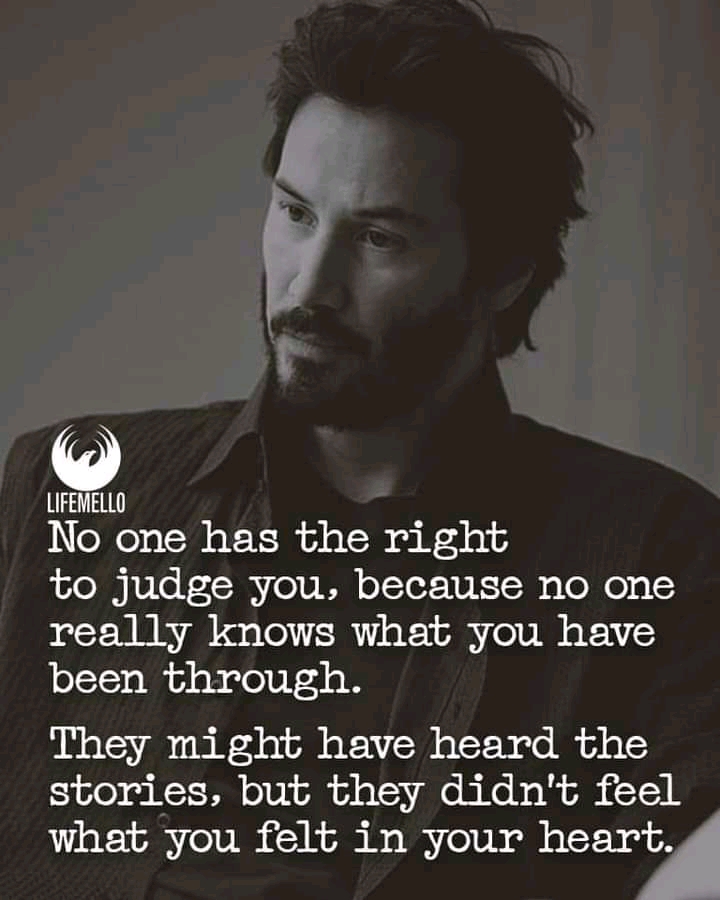 LIFEMELLO
No one has the right
to judge you, because no one
really knows what you have
been through.
They might have heard the
stories, but they didn't feel
what you felt in your heart.